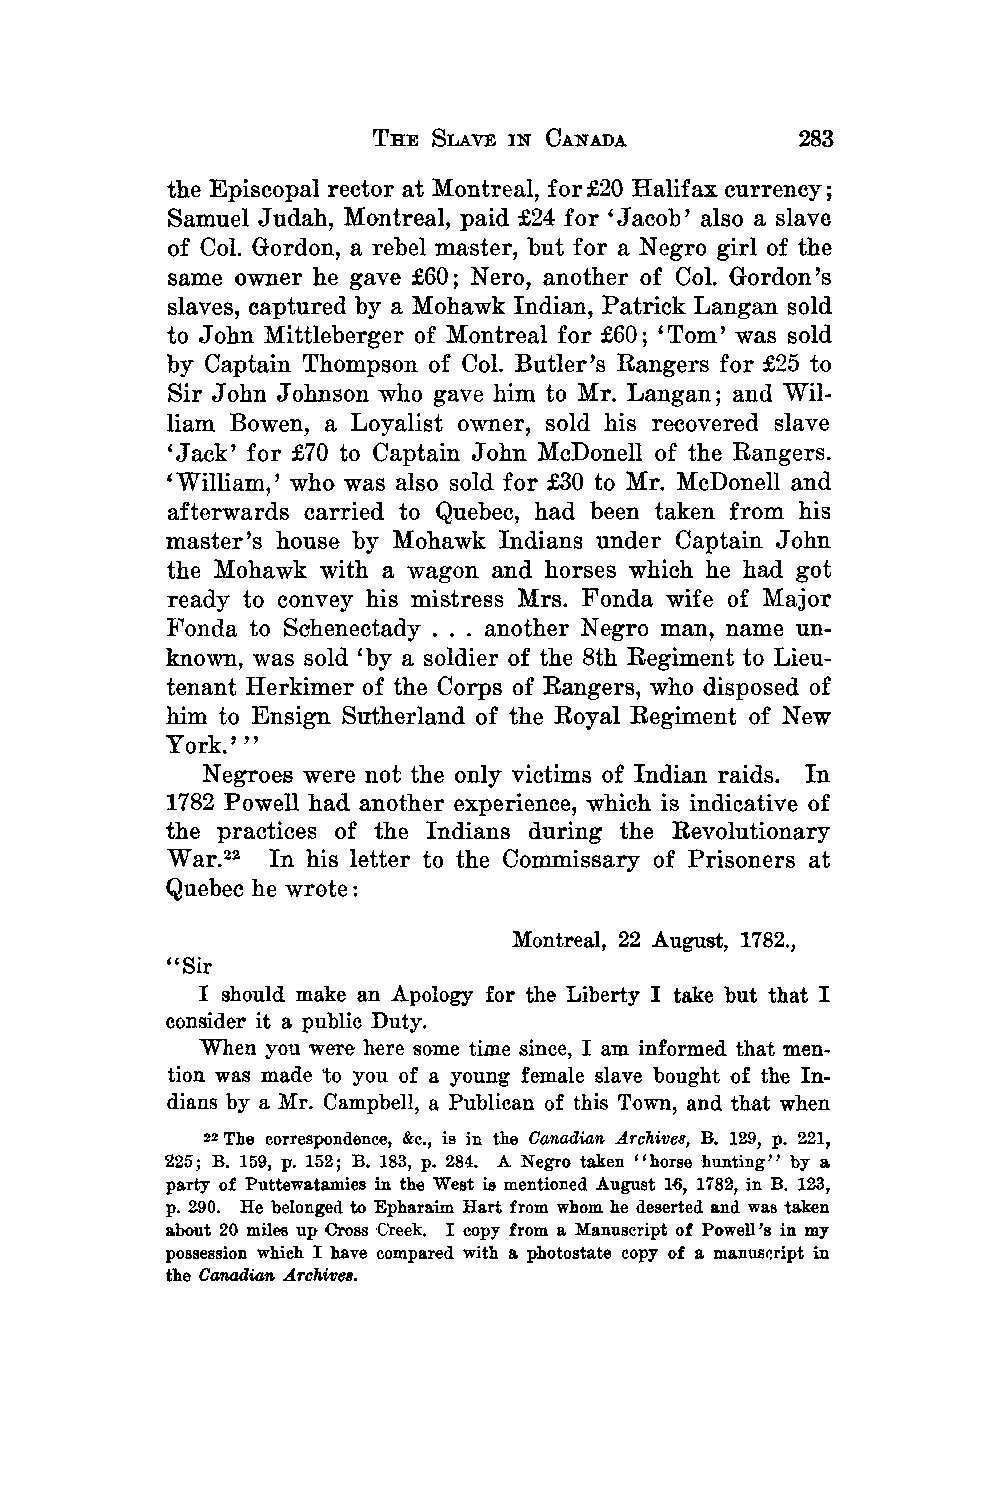 THE SLAVE IN CANADA 283
the Episcopal rector at Montreal, for £20 Halifax currency;
Samuel Judah, Montreal, paid £24 for ‘Jacob’ also a slave
of Col. Gordon, a rebel master, but for a Negro girl of the
same owner he gave £60; Nero, another of Col. Gordon’s
slaves, captured by a Mohawk Indian, Patrick Langan sold
to John Mittleberger of Montreal for £60; ‘Tom’ was sold
by Captain Thompson of Col. Butler’s Rangers for £25 to
Sir John Johnson who gave him to Mr. Langan; and Wil-
liam Bowen, a Loyalist owner, sold his recovered slave
‘Jack’ for £70 to Captain John McDonell of the Rangers.
‘William,’ who was also sold for £30 to Mr. McDonell and
afterwards carried to Quebec, had been taken from his
master’s house by Mohawk Indians under Captain John
the Mohawk with a wagon and horses which he had got
ready to convey his mistress Mrs. Fonda wife of Major
Fonda to Schenectady . . . another Negro man, name un-
known, was sold ‘by a soldier of the 8th Regiment to Lieu-
tenant Herkimer of the Corps of Rangers, who disposed of
him to Ensign Sutherland of the Royal Regiment of New
York.’ ”
Negroes were not the only victims of Indian raids. In
1782 Powell had another experience, which is indicative of
the practices of the Indians during the Revolutionary
War.²² In his letter to the Commissary of Prisoners at
Quebec he wrote:
Montreal, 22 August, 1782.,
“Sir
I should make an Apology for the Liberty I take but that I
consider it a public Duty.
When you were here some time since, I am informed that men-
tion was made to you of a young female slave bought of the In-
dians by a Mr. Campbell, a Publican of this Town, and that when
²² The correspondence, &c., is in the Canadian Archives, B. 129, p. 221,
225; B. 159, p. 152; B. 183, p. 284. A Negro taken “horse hunting” by a
party of Puttewatamies in the West is mentioned August 16, 1782, in B. 123,
p. 290. He belonged to Epharaim Hart from whom he deserted and was taken
about 20 miles up Cross Creek. I copy from a Manuscript of Powell’s in my
possession which I have compared with a photostate copy of a manuscript in
the Canadian Archives.